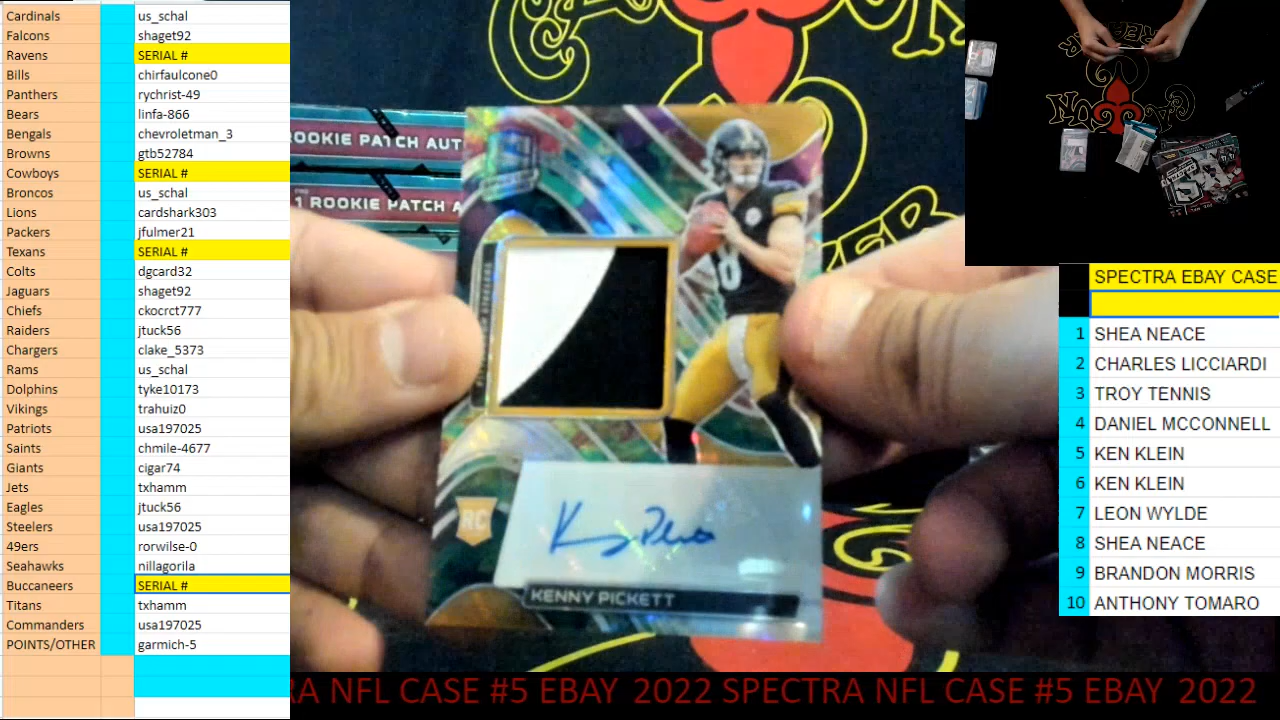 Cardinals us_schal
Falcons shaget92
Ravens SERIAL #
Bills chirfaulcone0
Panthers rychrist-49
Bears linfa-866
Bengals chevroletman_3
Browns gtb52784
Cowboys SERIAL #
Broncos us_schal
Lions cardshark303
Packers jfulmer21
Texans SERIAL #
Colts dgcard32
Jaguars shaget92
Chiefs ckocrct777
Raiders jtuck56
Chargers clake_5373
Rams us_schal
Dolphins tyke10173
Vikings trahuiz0
Patriots usa197025
Saints chmile-4677
Giants cigar74
Jets txhamm
Eagles jtuck56
Steelers usa197025
49ers rorwilse-0
Seahawks nillagorila
Buccaneers SERIAL #
Titans txhamm
Commanders usa197025
POINTS/OTHER garmich-5
ROOKIE PATCH AUT
1 ROOKIE PATCH A
8
RC
KENNY PICKETT
SPECTRA EBAY CASE
1 SHEA NEACE
2 CHARLES LICCIARDI
3 TROY TENNIS
4 DANIEL MCCONNELL
5 KEN KLEIN
6 KEN KLEIN
7 LEON WYLDE
8 SHEA NEACE
9 BRANDON MORRIS
10 ANTHONY TOMARO
RA NFL CASE #5 EBAY 2022 SPECTRA NFL CASE #5 EBAY 2022